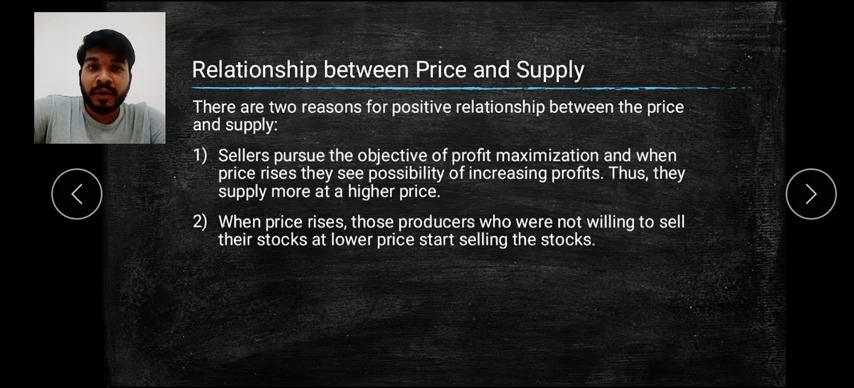 Relationship between Price and Supply
There are two reasons for positive relationship between the price
and supply:
1) Sellers pursue the objective of profit maximization and when
price rises they see possibility of increasing profits. Thus, they
supply more at a higher price.
2) When price rises, those producers who were not willing to sell
their stocks at lower price start selling the stocks.